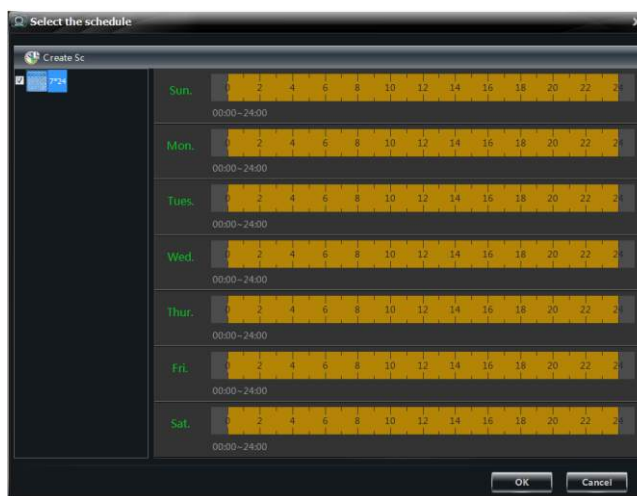 Select the schedule
Create Sc
7*24
Sun. 0 2 4 6 8 10 12 14 16 18 20 22 24
00:00~24:00
Mon. 0 2 4 6 8 10 12 14 16 18 20 22 24
00:00~24:00
Tues. 0 2 4 6 8 10 12 14 16 18 20 22 24
00:00~24:00
Wed. 0 2 4 6 8 10 12 14 16 18 20 22 24
00:00~24:00
Thur. 0 2 4 6 8 10 12 14 16 18 20 22 24
00:00~24:00
Fri. 0 2 4 6 8 10 12 14 16 18 20 22 24
00:00~24:00
Sat. 0 2 4 6 8 10 12 14 16 18 20 22 24
00:00~24:00
OK Cancel